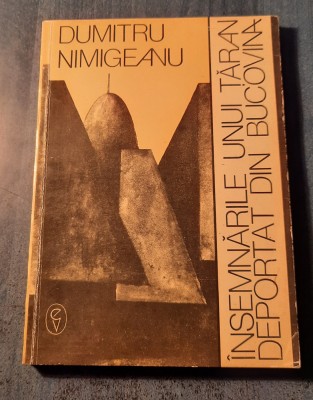 DUMITRU
NIMIGEANU
ÎNSEMNĂRILE UNUI ȚĂRAN
DEPORTAT DIN BUCOVINA